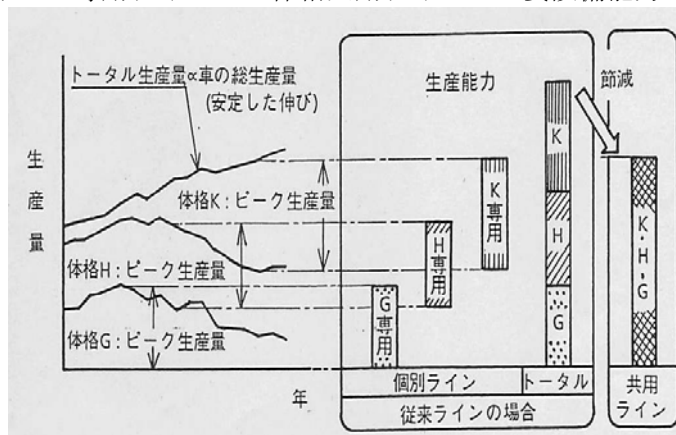 トータル生産量∝車の総生産量
(安定した伸び)
生産量
体格K:ピーク生産量
体格H:ピーク生産量
体格G:ピーク生産量
年
生産能力
G専用
H専用
K専用
K
H
G
節減
K・H・G
個別ライン
トータル
従来ラインの場合
共用
ライン